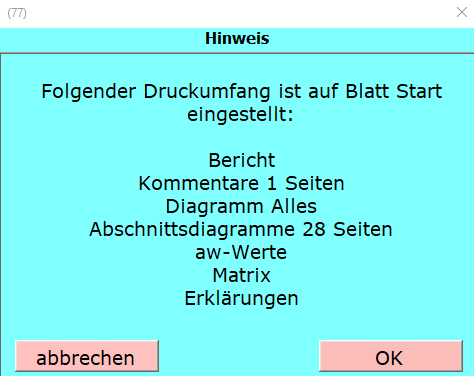 (77)
Hinweis
Folgender Druckumfang ist auf Blatt Start
eingestellt:
Bericht
Kommentare 1 Seiten
Diagramm Alles
Abschnittsdiagramme 28 Seiten
aw-Werte
Matrix
Erklärungen
abbrechen
OK